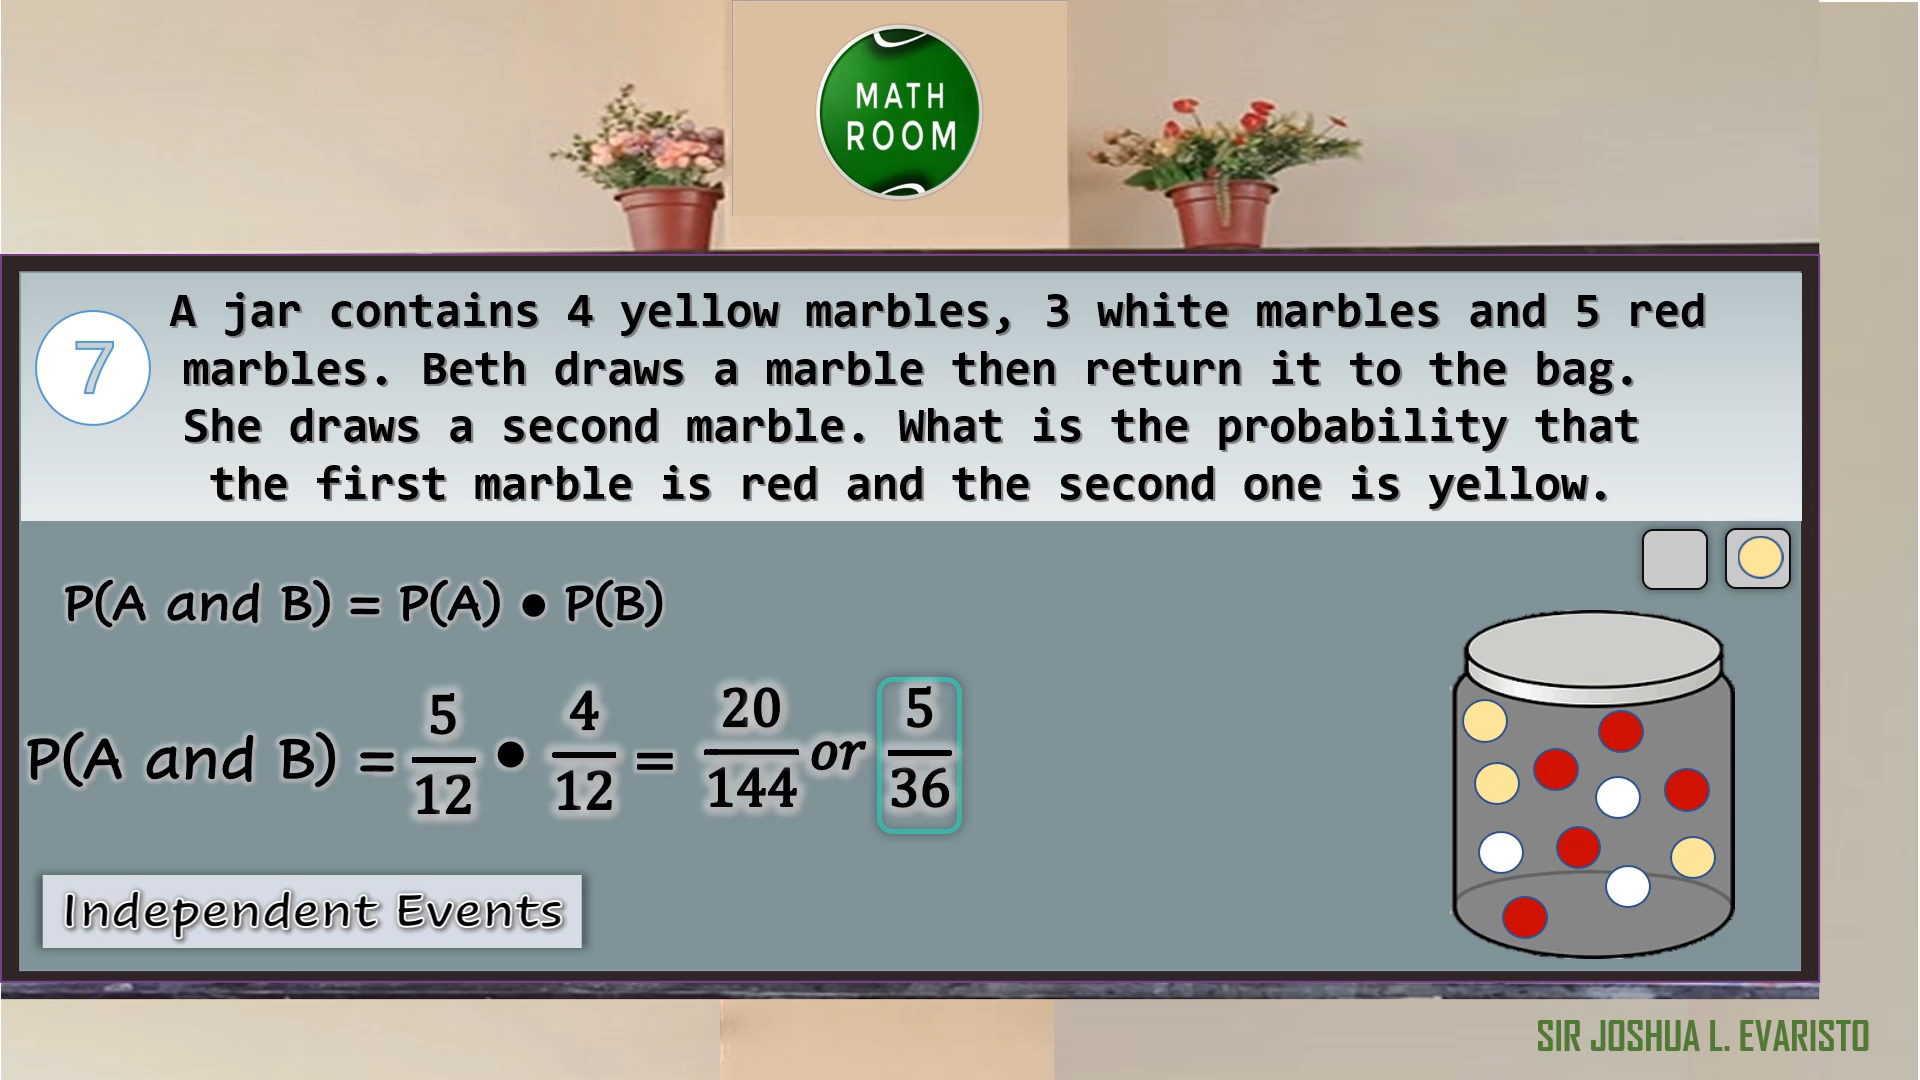 MATH
ROOM
7
A jar contains 4 yellow marbles, 3 white marbles and 5 red
marbles. Beth draws a marble then return it to the bag.
She draws a second marble. What is the probability that
the first marble is red and the second one is yellow.
P(A and B) = P(A) • P(B)
P(A and B) = 5/12 • 4/12 = 20/144 or 5/36
Independent Events
SIR JOSHUA L. EVARISTO